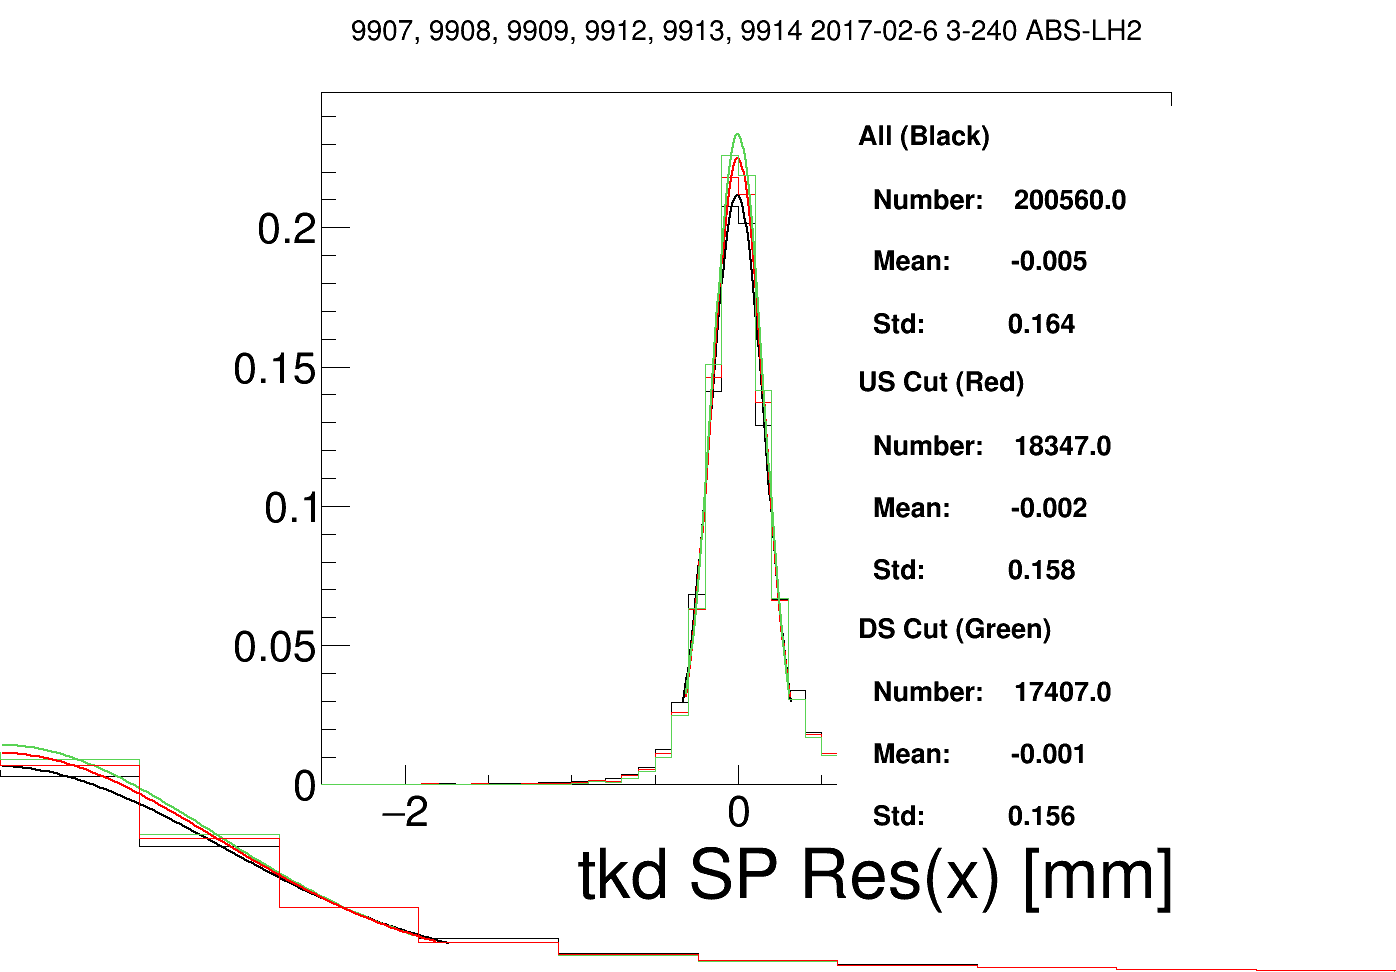 9907, 9908, 9909, 9912, 9913, 9914 2017-02-6 3-240 ABS-LH2
All (Black)
Number: 200560.0
Mean: -0.005
Std: 0.164
US Cut (Red)
Number: 18347.0
Mean: -0.002
Std: 0.158
DS Cut (Green)
Number: 17407.0
Mean: -0.001
Std: 0.156
0.2
0.15
0.1
0.05
0
−2 0
tkd SP Res(x) [mm]